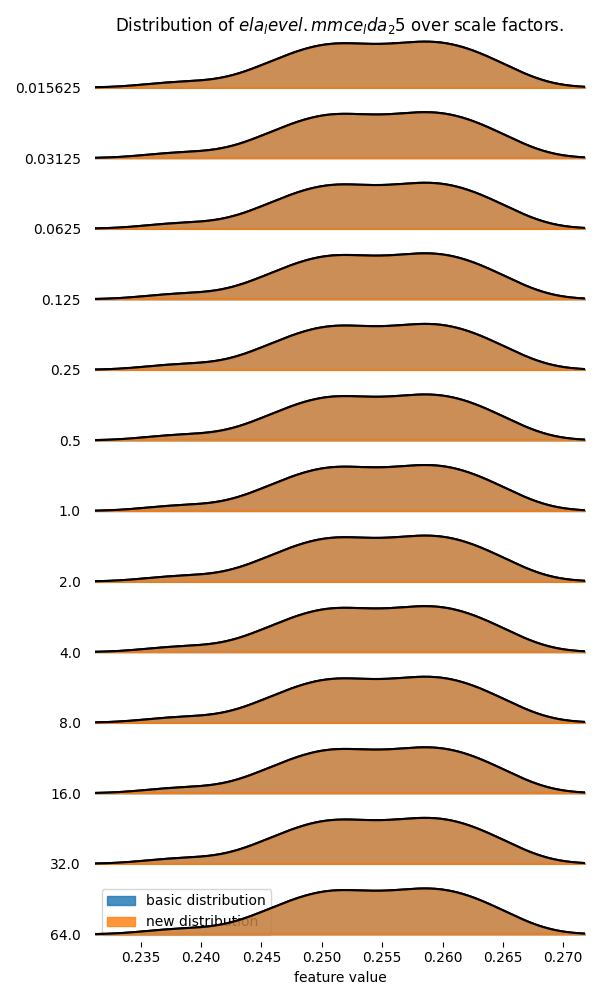 Distribution of ela_level.mmce_lda_25 over scale factors.
0.015625
0.03125
0.0625
0.125
0.25
0.5
1.0
2.0
4.0
8.0
16.0
32.0
64.0
basic distribution
new distribution
0.235 0.240 0.245 0.250 0.255 0.260 0.265 0.270
feature value